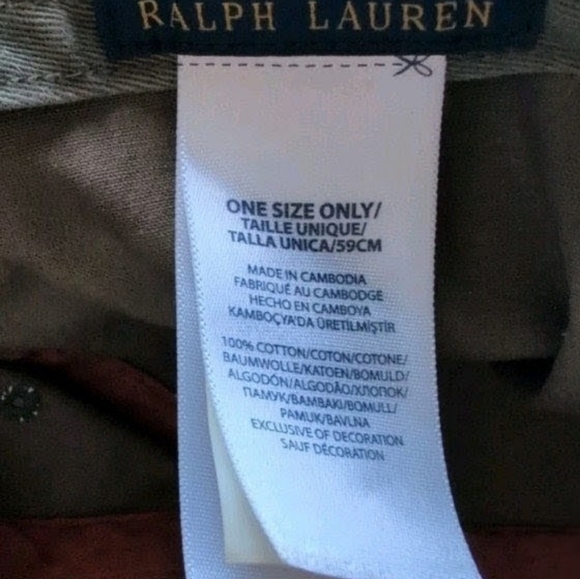 RALPH LAUREN
ONE SIZE ONLY/
TAILLE UNIQUE/
TALLA UNICA/59CM
MADE IN CAMBODIA
FABRIQUÉ AU CAMBODGE
HECHO EN CAMBOYA
KAMBOÇYA'DA ÜRETILMIŞTIR
100% COTTON/COTON/COTONE/
BAUMWOLLE/KATOEN/BOMULD/
ALGODÓN/ALGODÃO/ХЛОПОК/
ПАМУК/BAMBAKI/BOMULL/
PAMUK/BAVLNA
EXCLUSIVE OF DECORATION
SAUF DÉCORATION